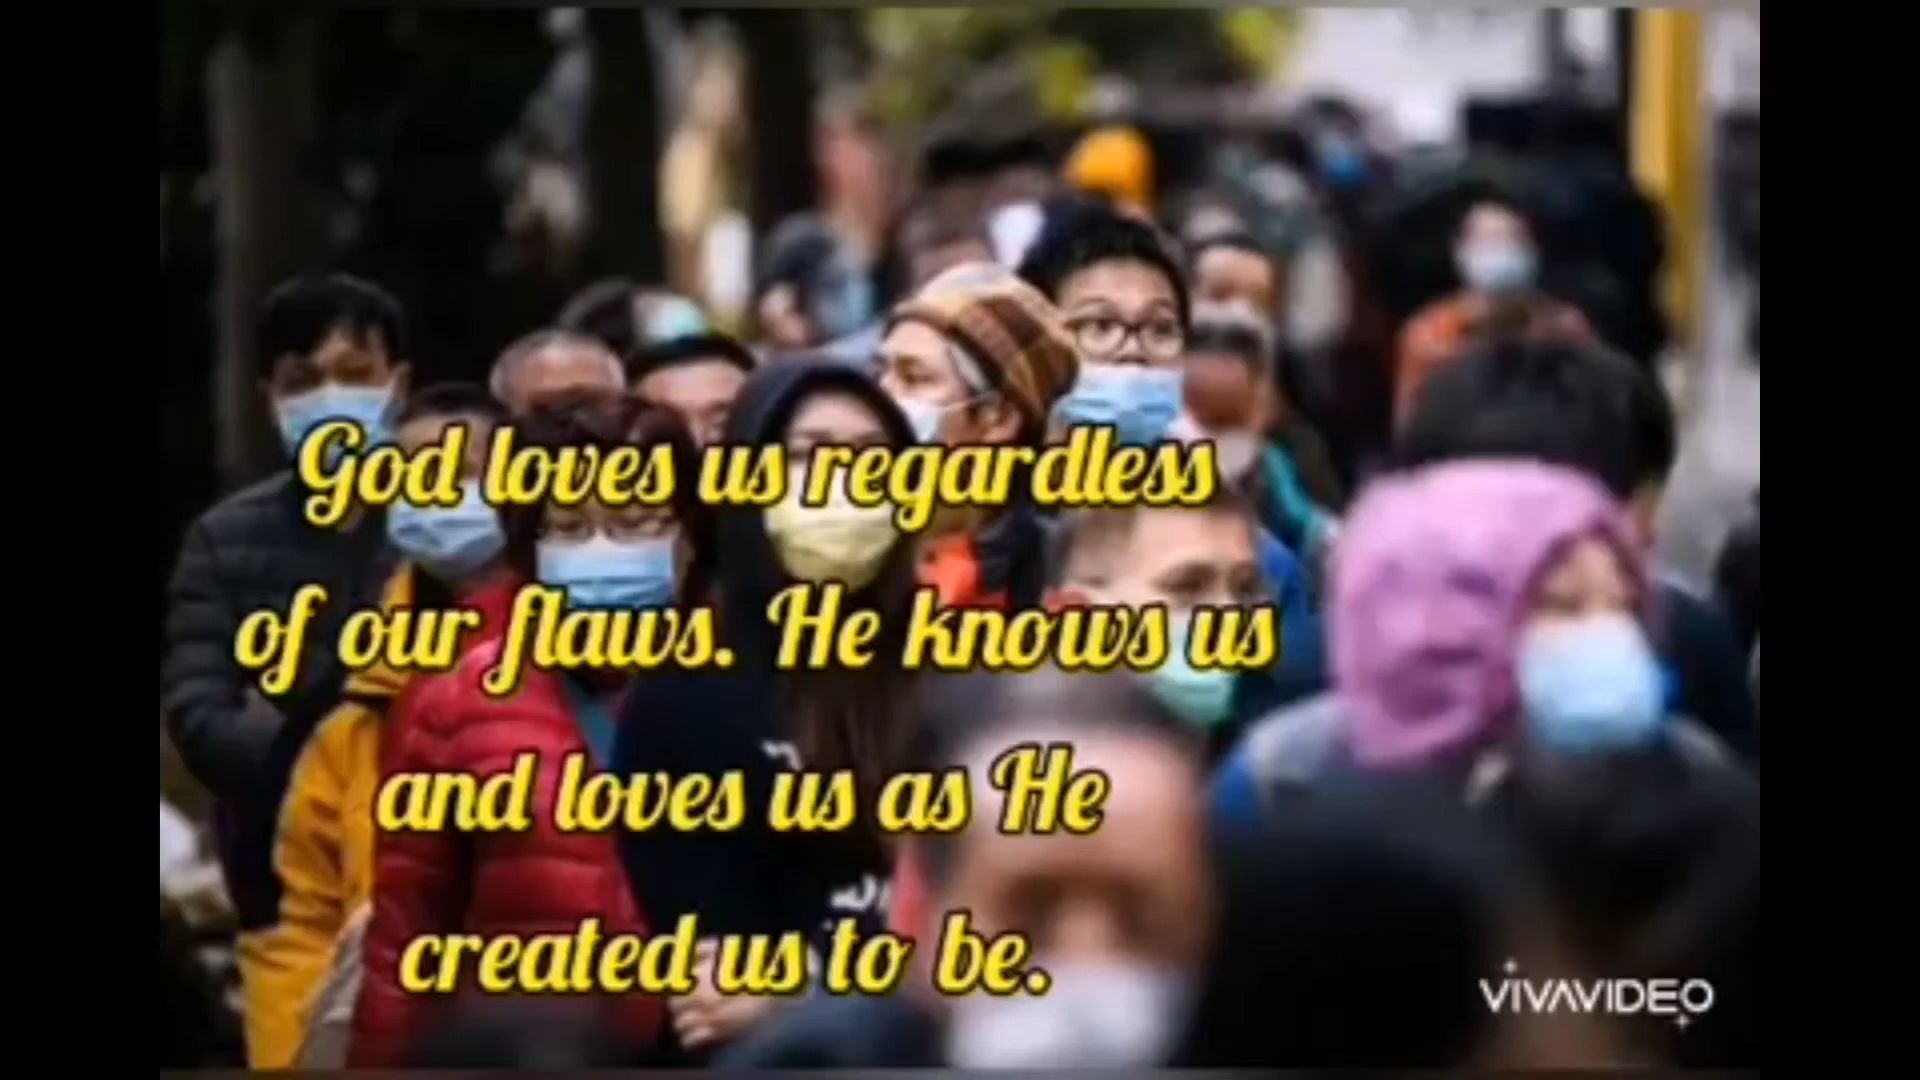 God loves us regardless
of our flaws. He knows us
and loves us as He
created us to be.
VIVAVIDEO